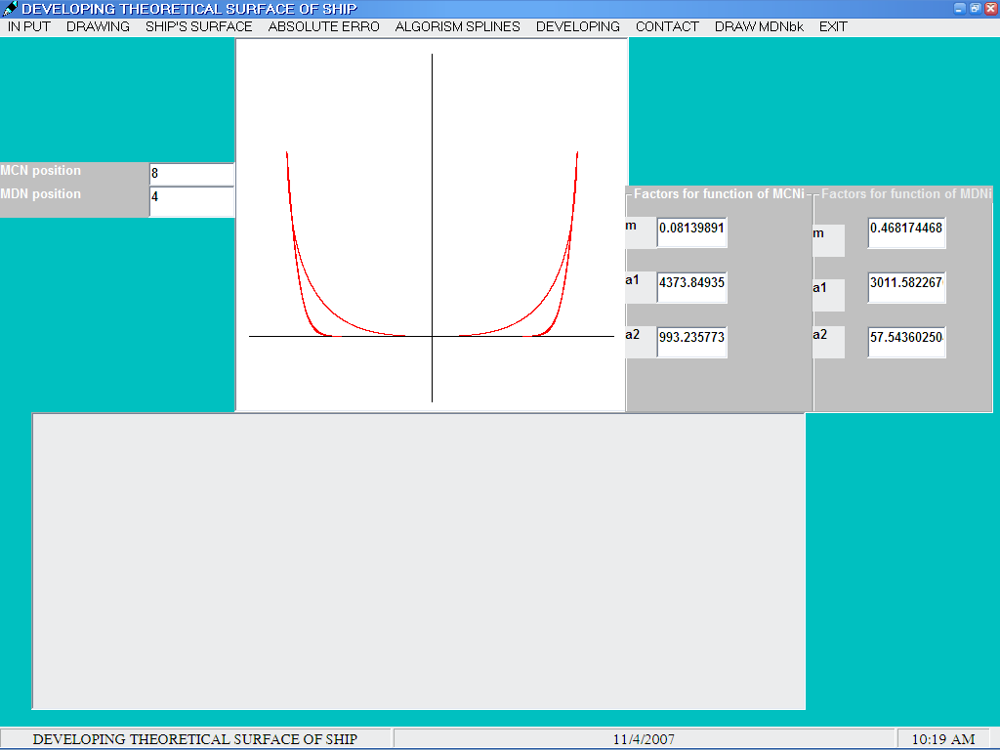 DEVELOPING THEORETICAL SURFACE OF SHIP
IN PUT DRAWING SHIP'S SURFACE ABSOLUTE ERRO ALGORISM SPLINES DEVELOPING CONTACT DRAW MDNbk EXIT
MCN position 8
MDN position 4
Factors for function of MCNi
m 0.08139891
a1 4373.84935
a2 993.235773
Factors for function of MDNi
m 0.468174468
a1 3011.582267
a2 57.54360250
DEVELOPING THEORETICAL SURFACE OF SHIP 11/4/2007 10:19 AM